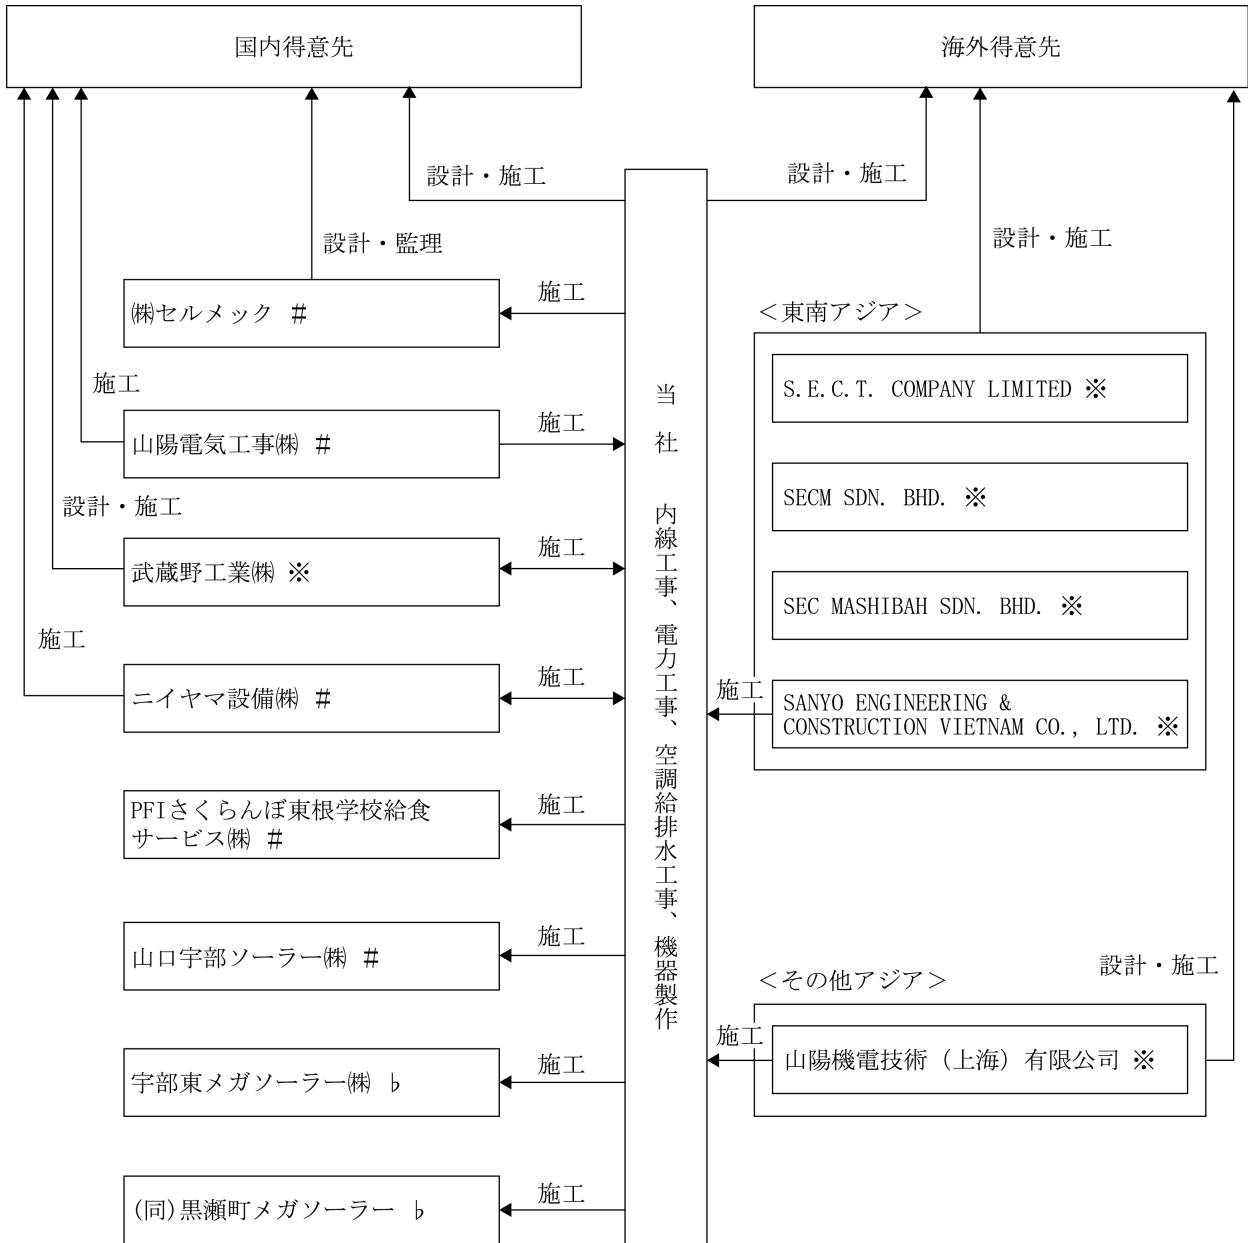 国内得意先
海外得意先
設計・施工
設計・施工
設計・監理
設計・施工
㈱セルメック ＃
施工
＜東南アジア＞
施工
山陽電気工事㈱ ＃
施工
S.E.C.T. COMPANY LIMITED ※
設計・施工
武蔵野工業㈱ ※
施工
SECM SDN. BHD. ※
SEC MASHIBAH SDN. BHD. ※
施工
ニイヤマ設備㈱ ＃
施工
施工
SANYO ENGINEERING &
CONSTRUCTION VIETNAM CO., LTD. ※
当社 内線工事、電力工事、空調給排水工事、機器製作
PFIさくらんぼ東根学校給食
サービス㈱ ＃
施工
山口宇部ソーラー㈱ ＃
施工
＜その他アジア＞
設計・施工
施工
山陽機電技術（上海）有限公司 ※
宇部東メガソーラー㈱ ♭
施工
(同)黒瀬町メガソーラー ♭
施工